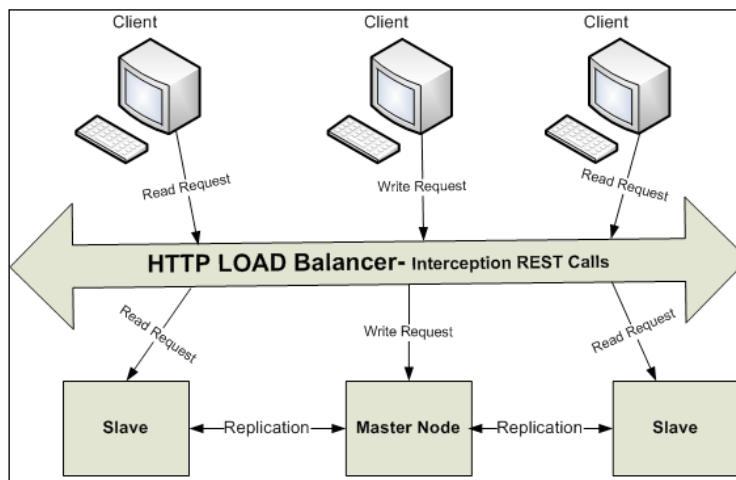 Client
Client
Client
Read Request
Write Request
Read Request
HTTP LOAD Balancer- Interception REST Calls
Read Request
Write Request
Read Request
Slave
Replication
Master Node
Replication
Slave